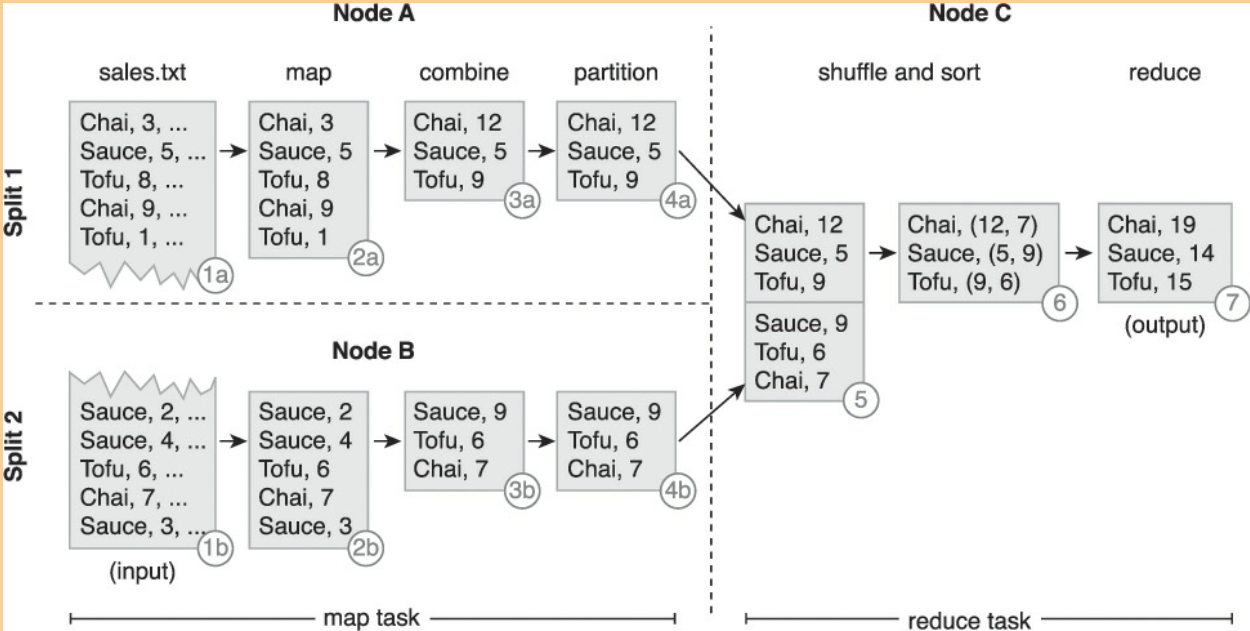 Node A
sales.txt
map
combine
partition
Split 1
Chai, 3, ...
Sauce, 5, ...
Tofu, 8, ...
Chai, 9, ...
Tofu, 1, ...
1a
Chai, 3
Sauce, 5
Tofu, 8
Chai, 9
Tofu, 1
2a
Chai, 12
Sauce, 5
Tofu, 9
3a
Chai, 12
Sauce, 5
Tofu, 9
4a
Node B
Split 2
Sauce, 2, ...
Sauce, 4, ...
Tofu, 6, ...
Chai, 7, ...
Sauce, 3, ...
1b
(input)
Sauce, 2
Sauce, 4
Tofu, 6
Chai, 7
Sauce, 3
2b
Sauce, 9
Tofu, 6
Chai, 7
3b
Sauce, 9
Tofu, 6
Chai, 7
4b
map task
Node C
shuffle and sort
reduce
Chai, 12
Sauce, 5
Tofu, 9
Sauce, 9
Tofu, 6
Chai, 7
5
Chai, (12, 7)
Sauce, (5, 9)
Tofu, (9, 6)
6
Chai, 19
Sauce, 14
Tofu, 15
7
(output)
reduce task